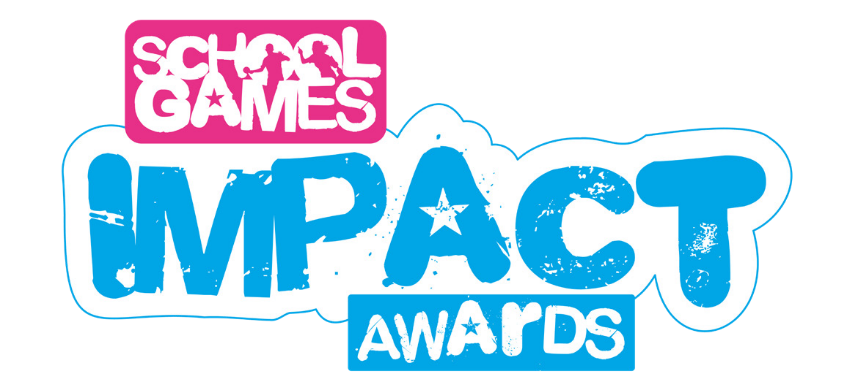 SCHOOL
GAMES
IMPACT
AWArDS